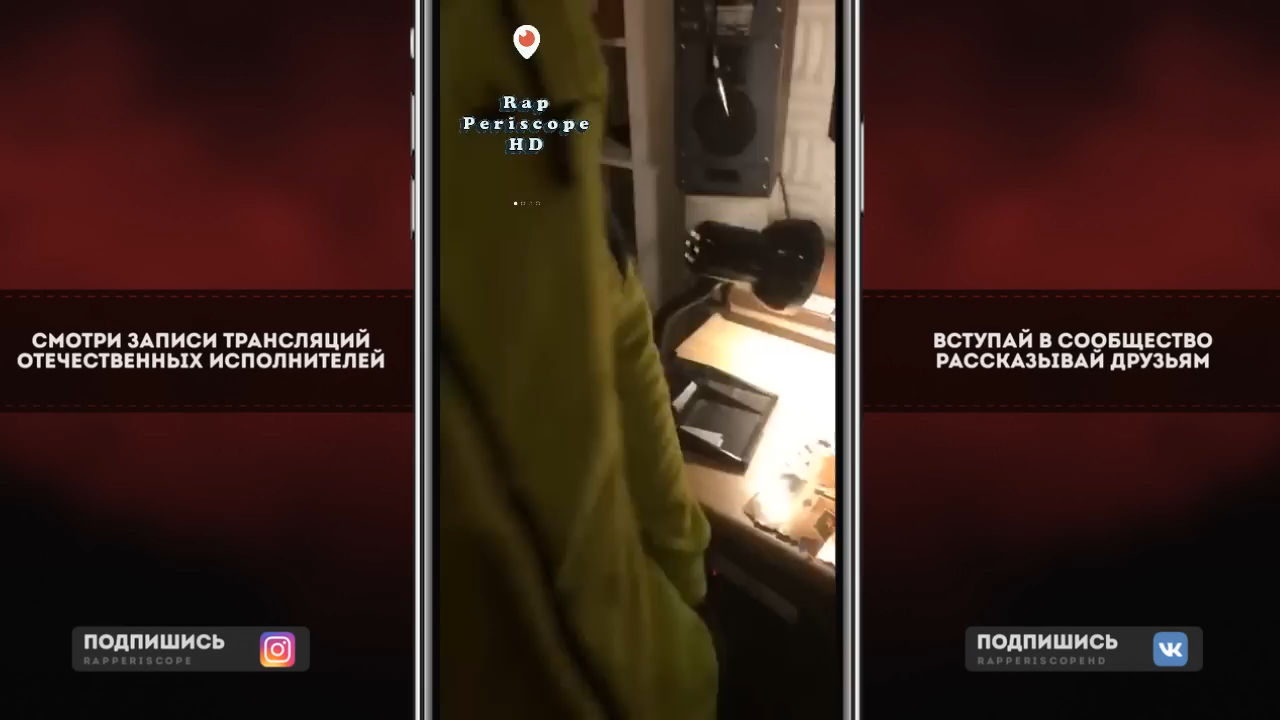 Rap
Periscope
HD
СМОТРИ ЗАПИСИ ТРАНСЛЯЦИЙ
ОТЕЧЕСТВЕННЫХ ИСПОЛНИТЕЛЕЙ
ВСТУПАЙ В СООБЩЕСТВО
РАССКАЗЫВАЙ ДРУЗЬЯМ
ПОДПИШИСЬ
RAPPERISCOPE
ПОДПИШИСЬ
RAPPERISCOPEHD